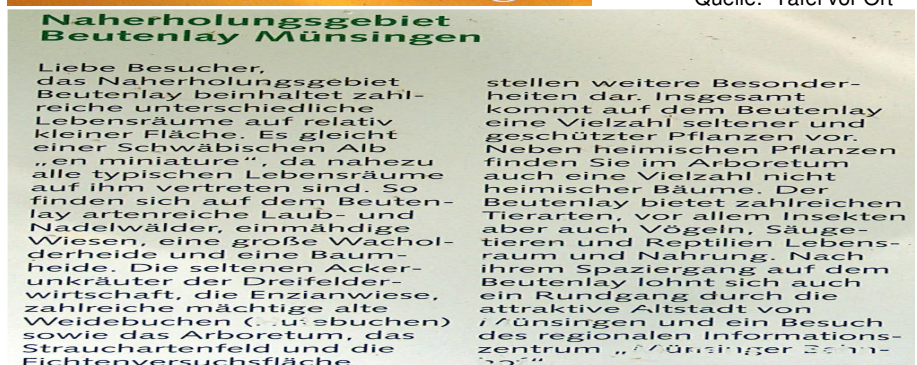 Quelle: Tafel vor Ort
Naherholungsgebiet
Beutenlay Münsingen
Liebe Besucher,
das Naherholungsgebiet
Beutenlay beinhaltet zahl-
reiche unterschiedliche
Lebensräume auf relativ
kleiner Fläche. Es gleicht
einer Schwäbischen Alb
„en miniature“, da nahezu
alle typischen Lebensräume
auf ihm vertreten sind. So
finden sich auf dem Beuten-
lay artenreiche Laub- und
Nadelwälder, einmähdige
Wiesen, eine große Wachol-
derheide und eine Baum-
heide. Die seltenen Acker-
unkräuter der Dreifelder-
wirtschaft, die Enzianwiese,
zahlreiche mächtige alte
Weidebuchen
sowie das Arboretum, das
Strauchartenfeld und die
Fichtenversuchsfläche
stellen weitere Besonder-
heiten dar. Insgesamt
kommt auf dem Beutenlay
eine Vielzahl seltener und
geschützter Pflanzen vor.
Neben heimischen Pflanzen
finden Sie im Arboretum
auch eine Vielzahl nicht
heimischer Bäume. Der
Beutenlay bietet zahlreichen
Tierarten, vor allem Insekten
aber auch Vögeln, Säuge-
tieren und Reptilien Lebens-
raum und Nahrung. Nach
ihrem Spaziergang auf dem
Beutenlay lohnt sich auch
ein Rundgang durch die
attraktive Altstadt von
Münsingen und ein Besuch
des regionalen Informations-
zentrum „Münsinger Bahn-